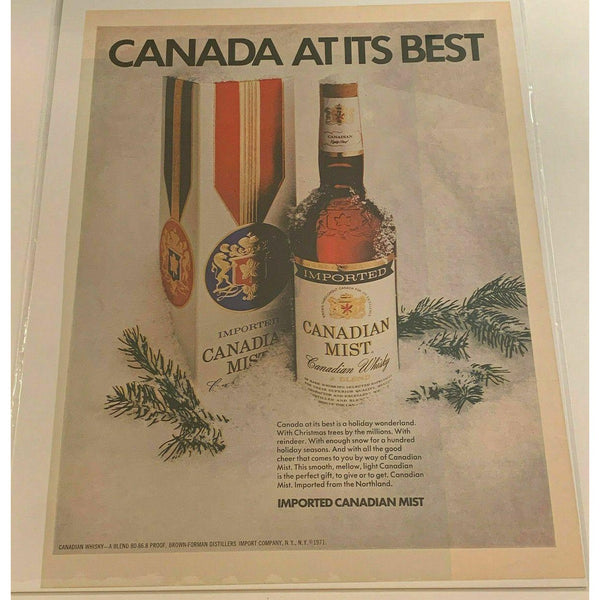 CANADA AT ITS BEST
CANADIAN
IMPORTED
IMPORTED
CANADIAN
MIST
CANADIAN
MIST
Canadian Whisky
A BLEND
Canada at its best is a holiday wonderland.
With Christmas trees by the millions. With
reindeer. With enough snow for a hundred
holiday seasons. And with all the good
cheer that comes to you by way of Canadian
Mist. This smooth, mellow, light Canadian
is the perfect gift, to give or to get. Canadian
Mist. Imported from the Northland.
IMPORTED CANADIAN MIST
CANADIAN WHISKY—A BLEND 80-86.8 PROOF, BROWN-FORMAN DISTILLERS IMPORT COMPANY, N.Y., N.Y. © 1971.